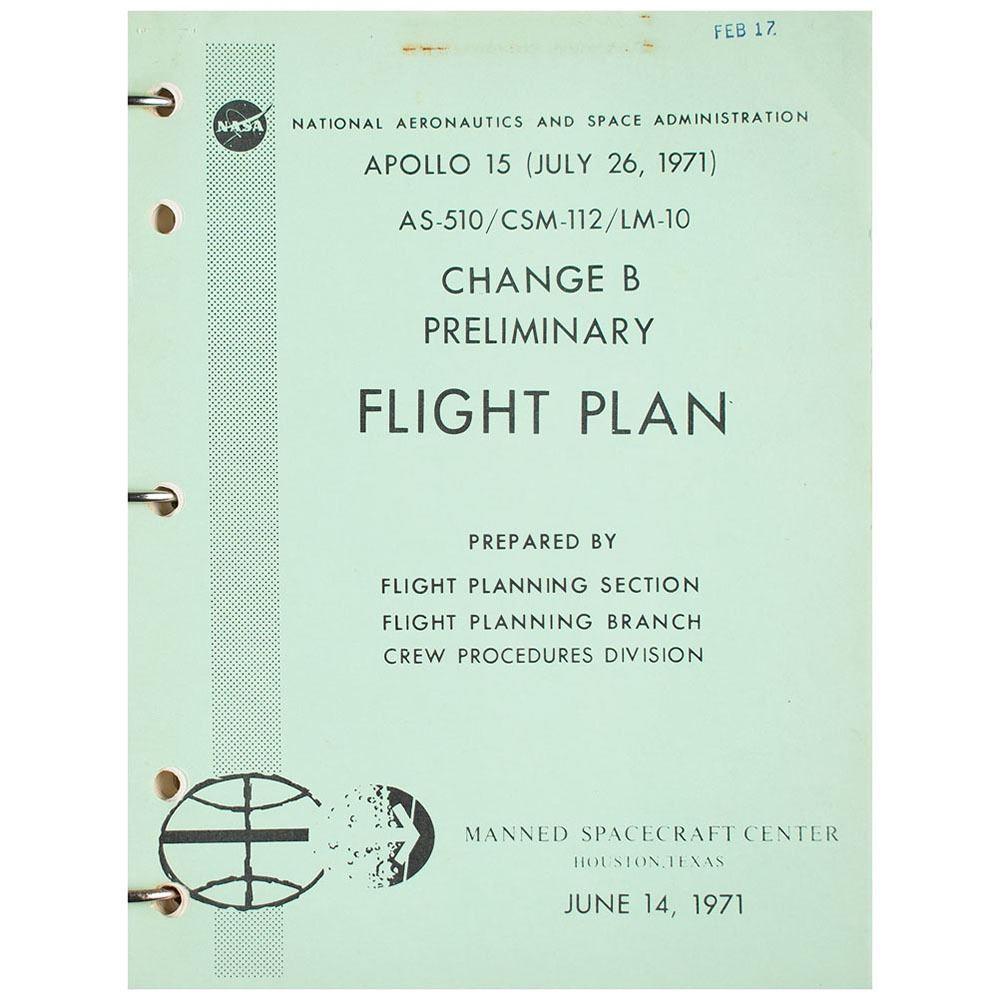 FEB 17
NASA
NATIONAL AERONAUTICS AND SPACE ADMINISTRATION
APOLLO 15 (JULY 26, 1971)
AS-510/CSM-112/LM-10
CHANGE B
PRELIMINARY
FLIGHT PLAN
PREPARED BY
FLIGHT PLANNING SECTION
FLIGHT PLANNING BRANCH
CREW PROCEDURES DIVISION
MANNED SPACECRAFT CENTER
HOUSTON, TEXAS
JUNE 14, 1971